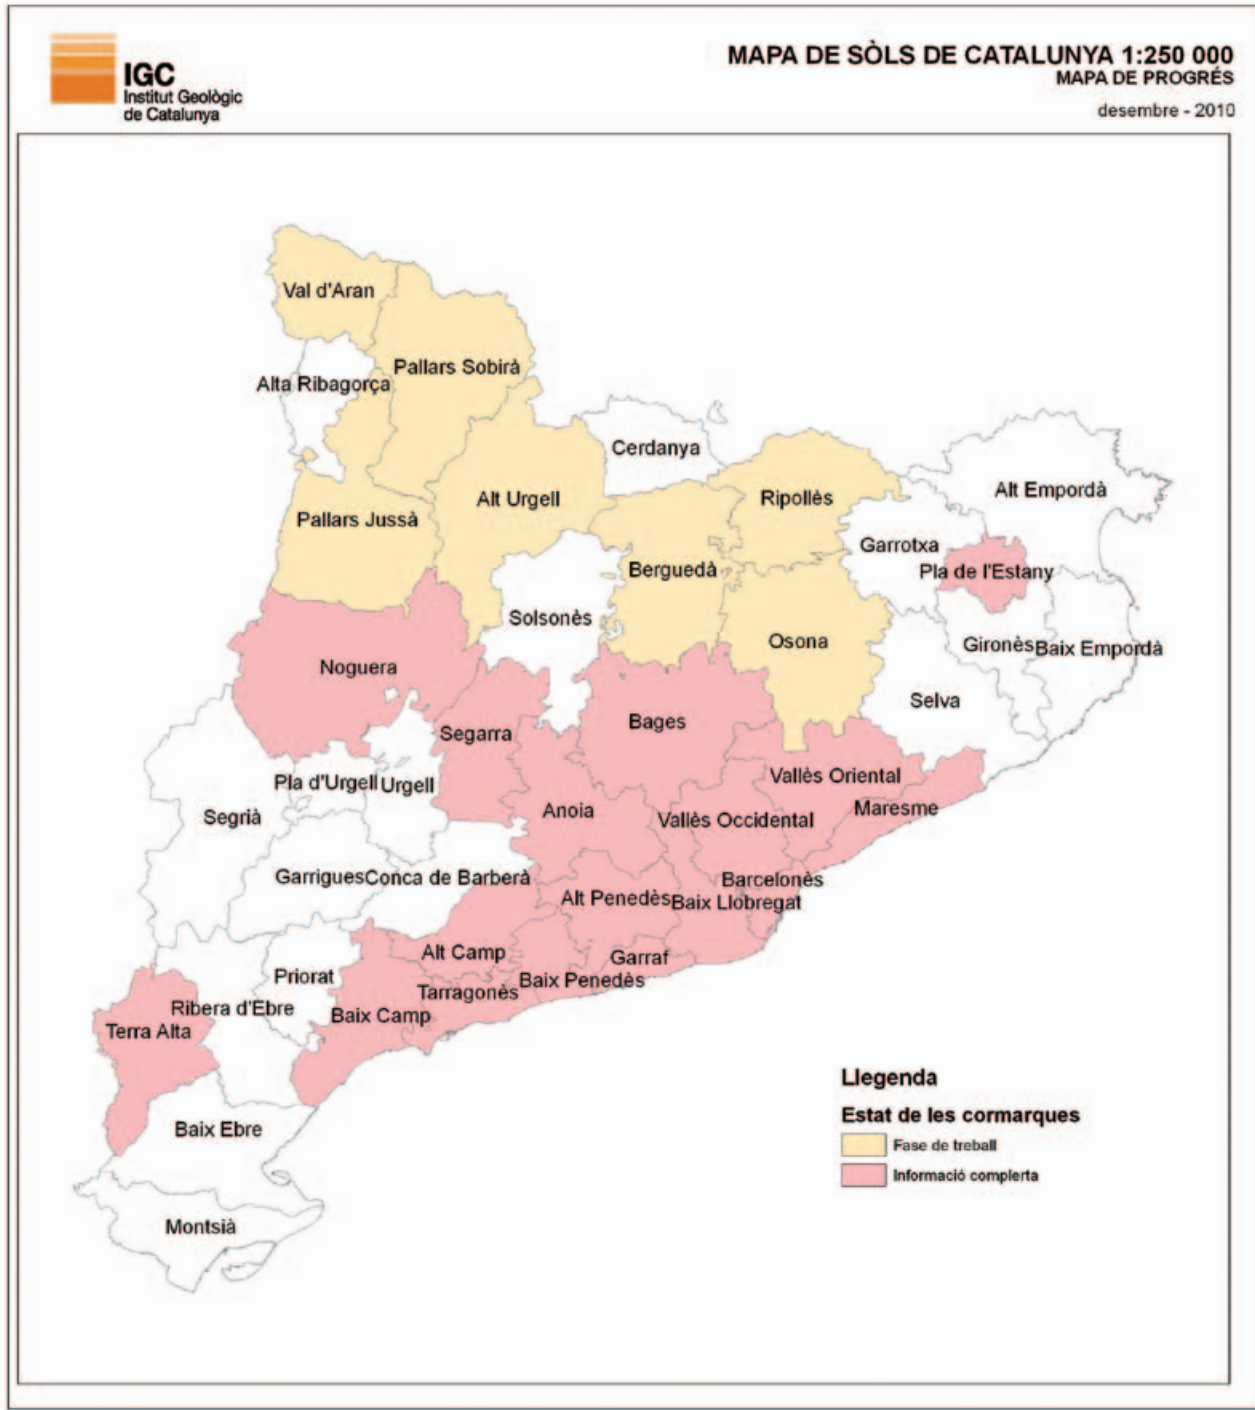 IGC
Institut Geològic
de Catalunya
MAPA DE SÒLS DE CATALUNYA 1:250 000
MAPA DE PROGRÉS
desembre - 2010
Val d'Aran
Pallars Sobirà
Alta Ribagorça
Cerdanya
Alt Urgell
Ripollès
Alt Empordà
Pallars Jussà
Garrotxa
Berguedà
Pla de l'Estany
Solsonès
Osona
Gironès
Baix Empordà
Noguera
Selva
Bages
Segarra
Vallès Oriental
Pla d'Urgell
Urgell
Maresme
Anoia
Segrià
Vallès Occidental
Garrigues
Conca de Barberà
Barcelonès
Alt Penedès
Baix Llobregat
Alt Camp
Garraf
Priorat
Baix Penedès
Tarragonès
Ribera d'Ebre
Baix Camp
Terra Alta
Baix Ebre
Montsià
Llegenda
Estat de les cormarques
Fase de treball
Informació complerta